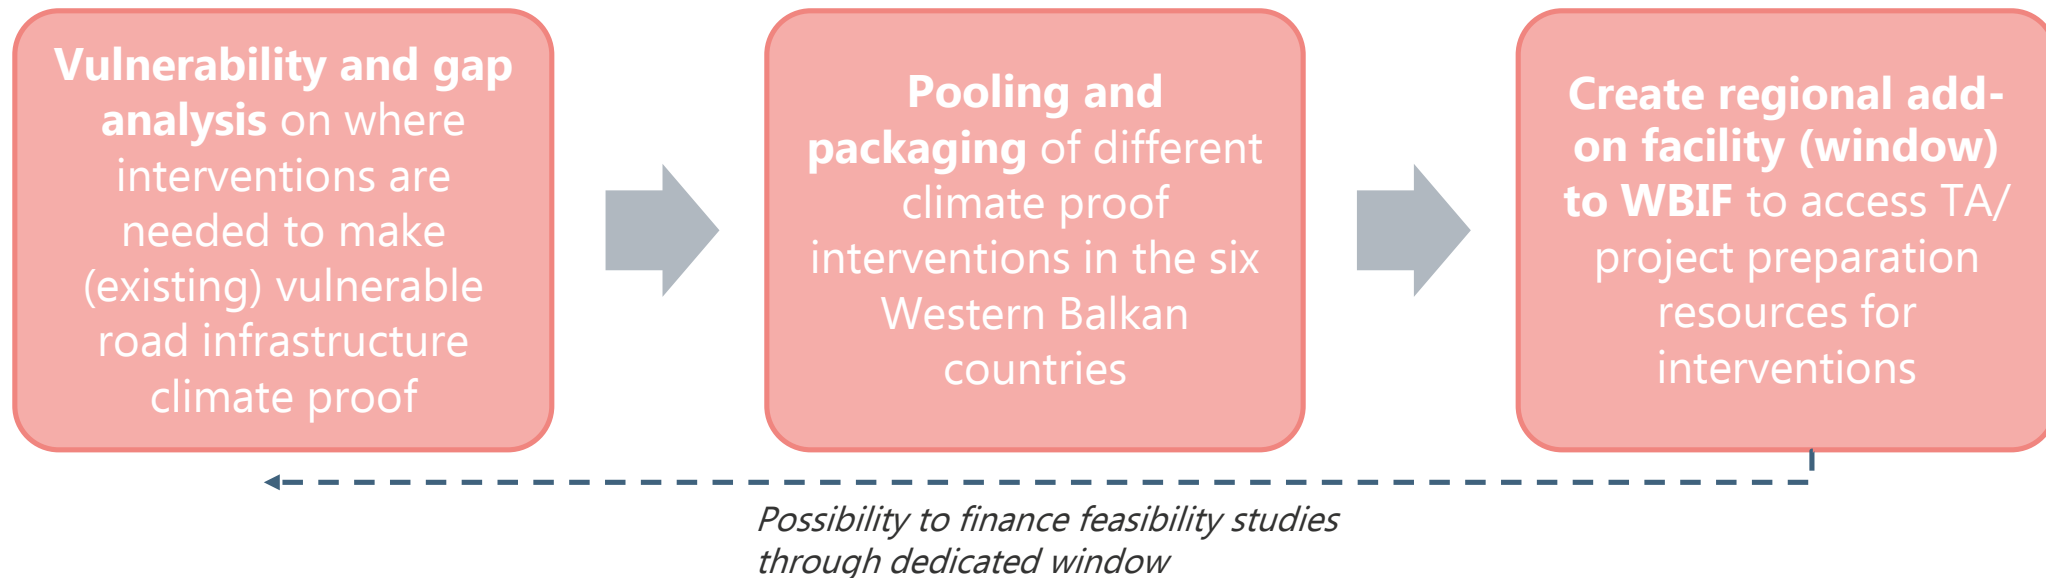 Vulnerability and gap
analysis on where
interventions are
needed to make
(existing) vulnerable
road infrastructure
climate proof
Pooling and
packaging of different
climate proof
interventions in the six
Western Balkan
countries
Create regional add-
on facility (window)
to WBIF to access TA/
project preparation
resources for
interventions
Possibility to finance feasibility studies
through dedicated window